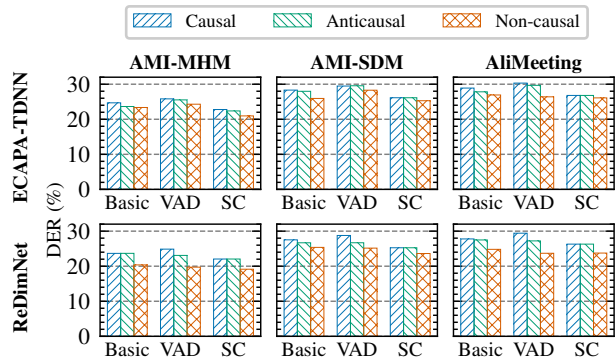 Causal Anticausal Non-causal
AMI-MHM AMI-SDM AliMeeting
ECAPA-TDNN
30
20
10
0
Basic VAD SC Basic VAD SC Basic VAD SC
DER (%)
ReDimNet
30
20
10
0
Basic VAD SC Basic VAD SC Basic VAD SC